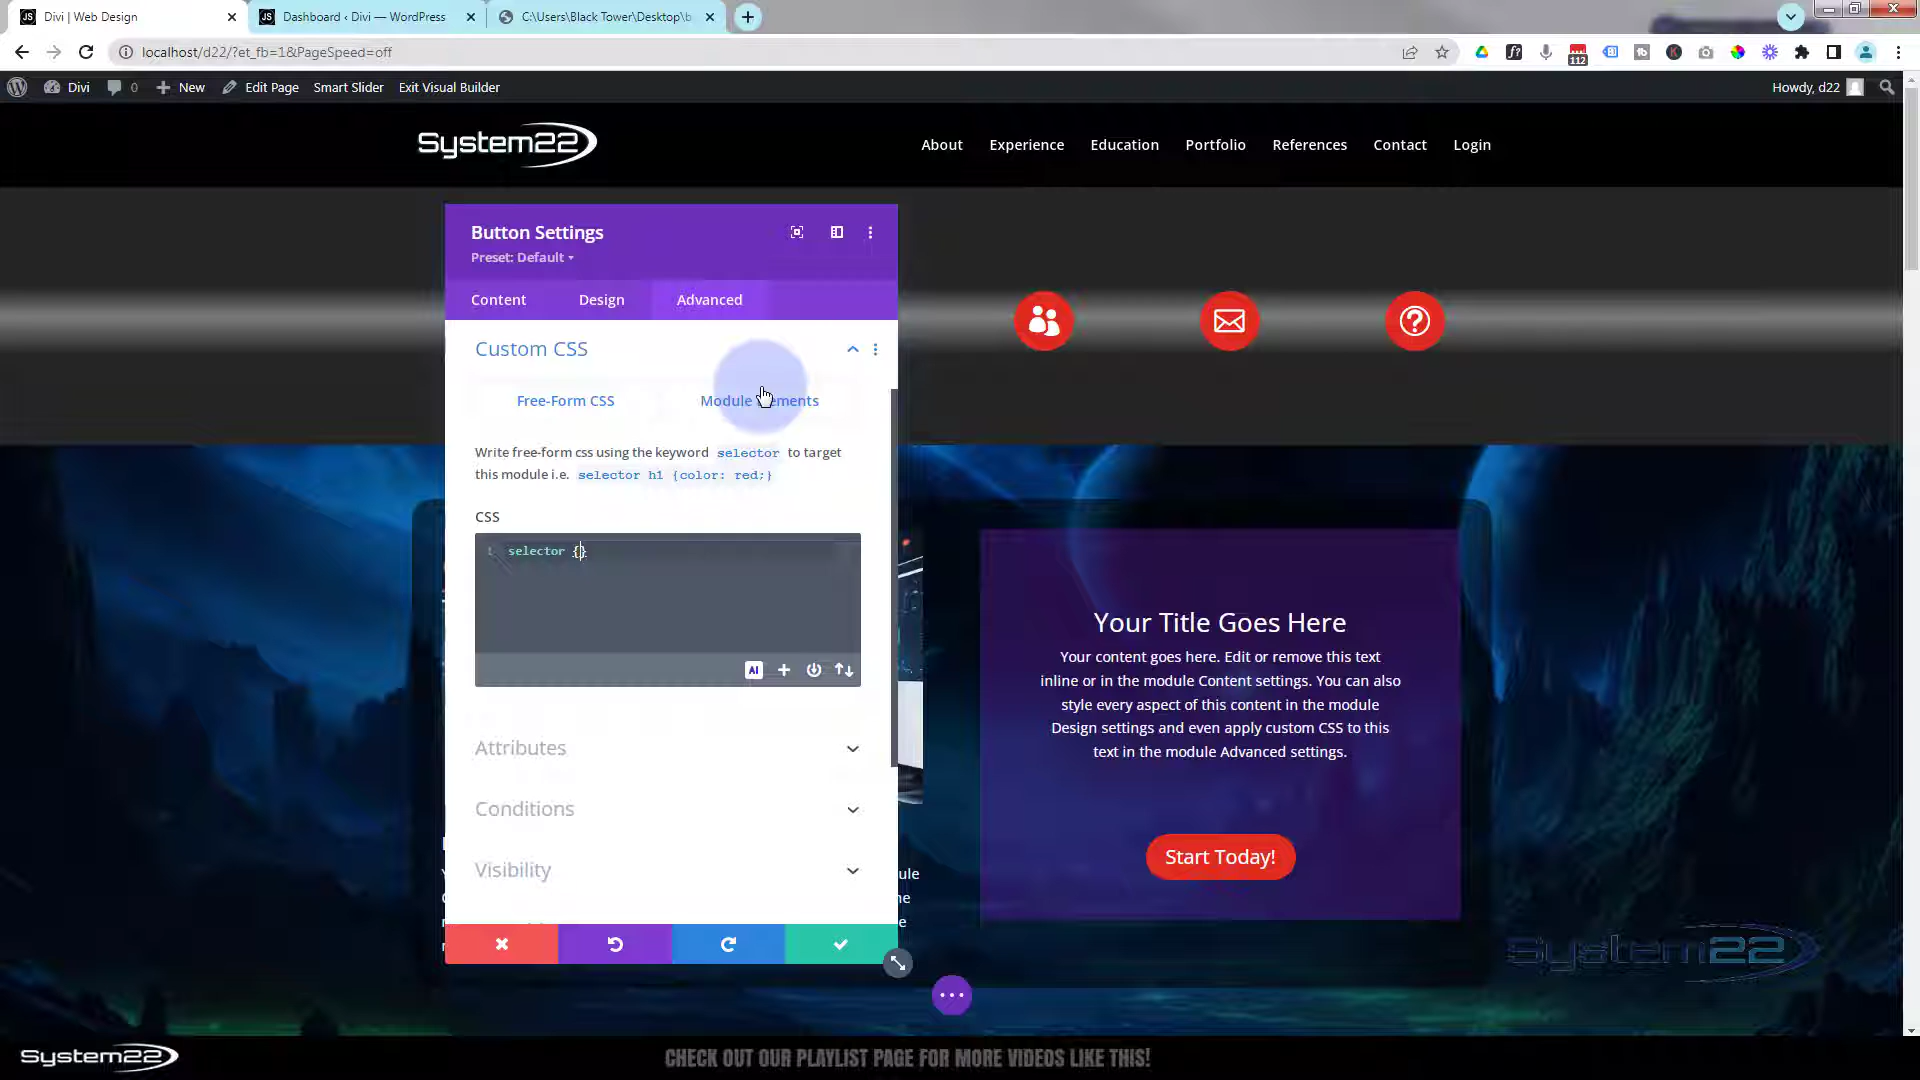 Divi | Web Design
Dashboard ‹ Divi — WordPress
C:\Users\Black Tower\Desktop\b
localhost/d22/?et_fb=1&PageSpeed=off
112
Divi
0
New
Edit Page
Smart Slider
Exit Visual Builder
Howdy, d22
System22
About
Experience
Education
Portfolio
References
Contact
Login
Button Settings
Preset: Default
Content
Design
Advanced
Custom CSS
Free-Form CSS
Module Elements
Write free-form css using the keyword selector to target
this module i.e. selector h1 {color: red;}
CSS
1 selector {}
AI
Attributes
Conditions
Visibility
Your Title Goes Here
Your content goes here. Edit or remove this text
inline or in the module Content settings. You can also
style every aspect of this content in the module
Design settings and even apply custom CSS to this
text in the module Advanced settings.
Start Today!
System22
System22
CHECK OUT OUR PLAYLIST PAGE FOR MORE VIDEOS LIKE THIS!